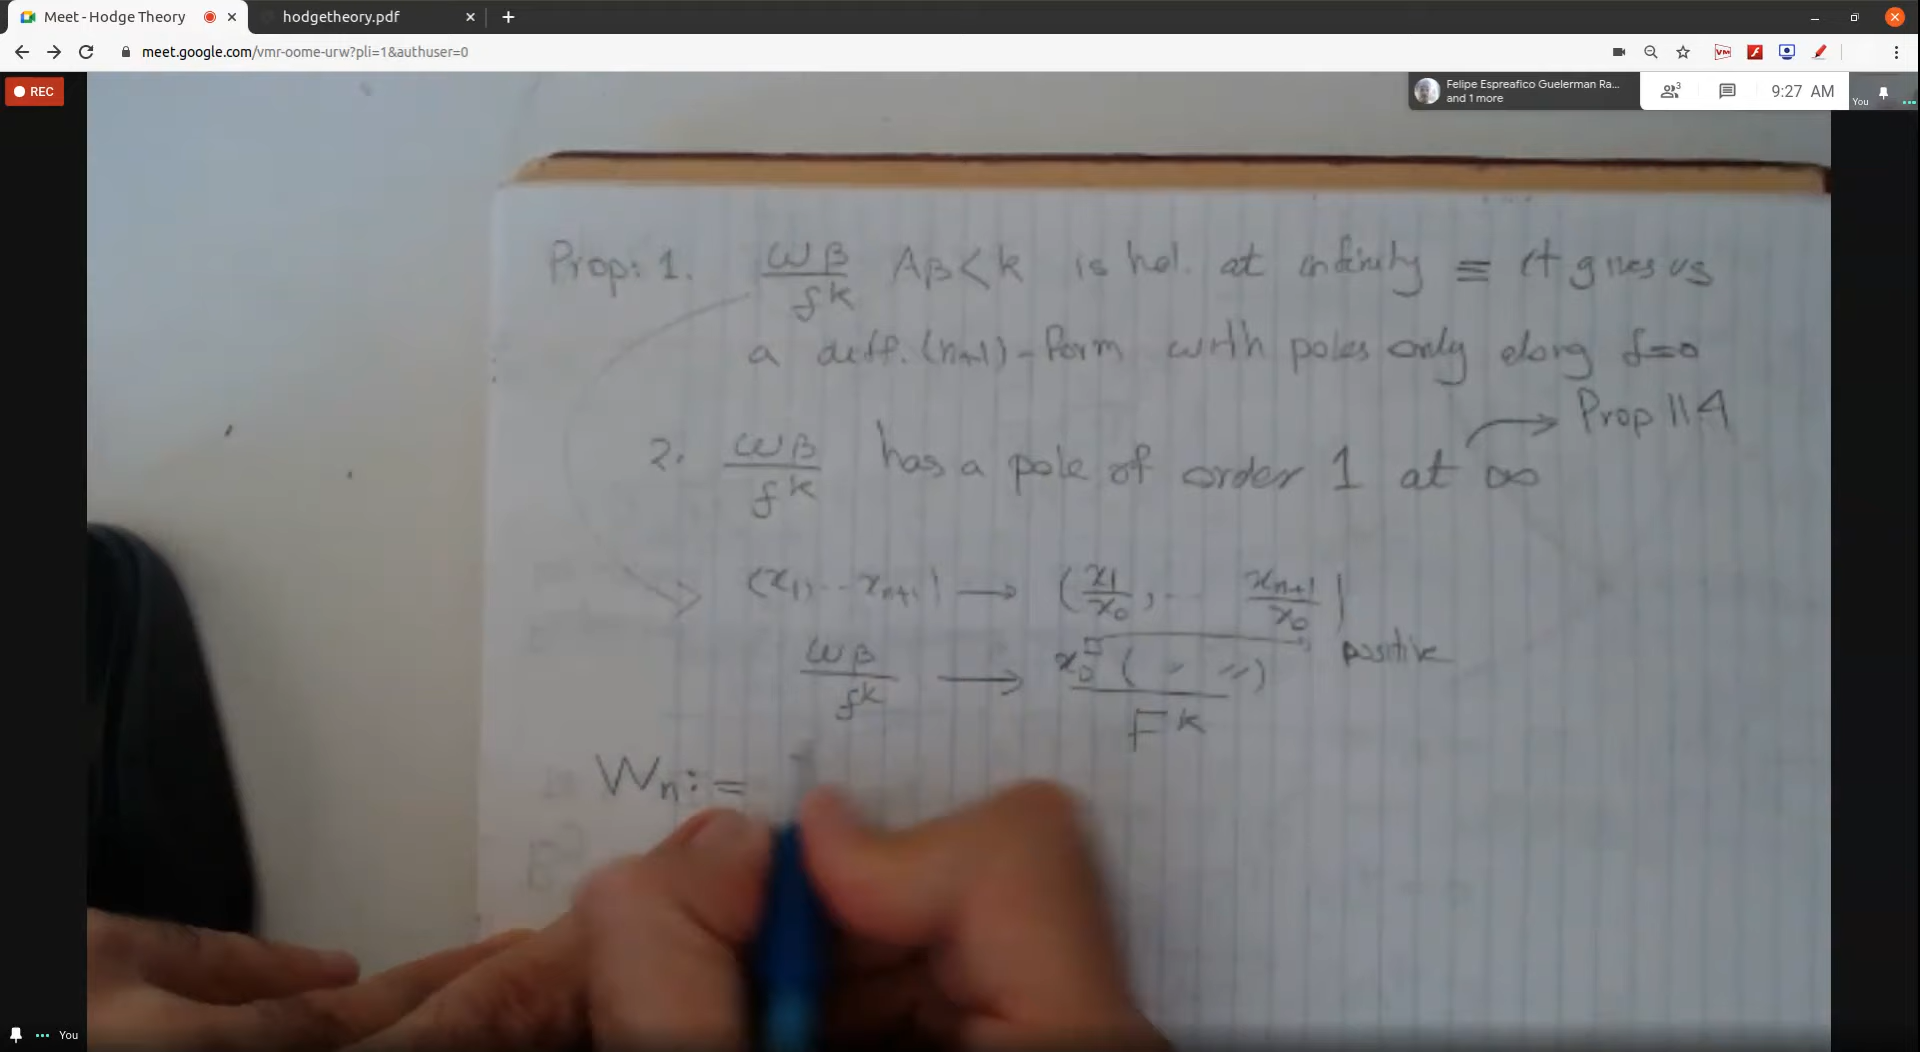 Meet - Hodge Theory
hodgetheory.pdf
meet.google.com/vmr-oome-urw?pli=1&authuser=0
REC
Felipe Espreafico Guelerman Ra...
and 1 more
3
9:27 AM
You
Prop: 1. ωβ/f^k Aβ<k is hol. at infinity ≡ it gives us
a diff. (n+1)-form with poles only along f=0
Prop 11.4
2. ωβ/f^k has a pole of order 1 at ∞
(x1, ... xn+1) → (x1/x0, ... xn+1/x0)
ωβ/f^k → x0^□ ( " " )/F^k positive
Wn :=
You